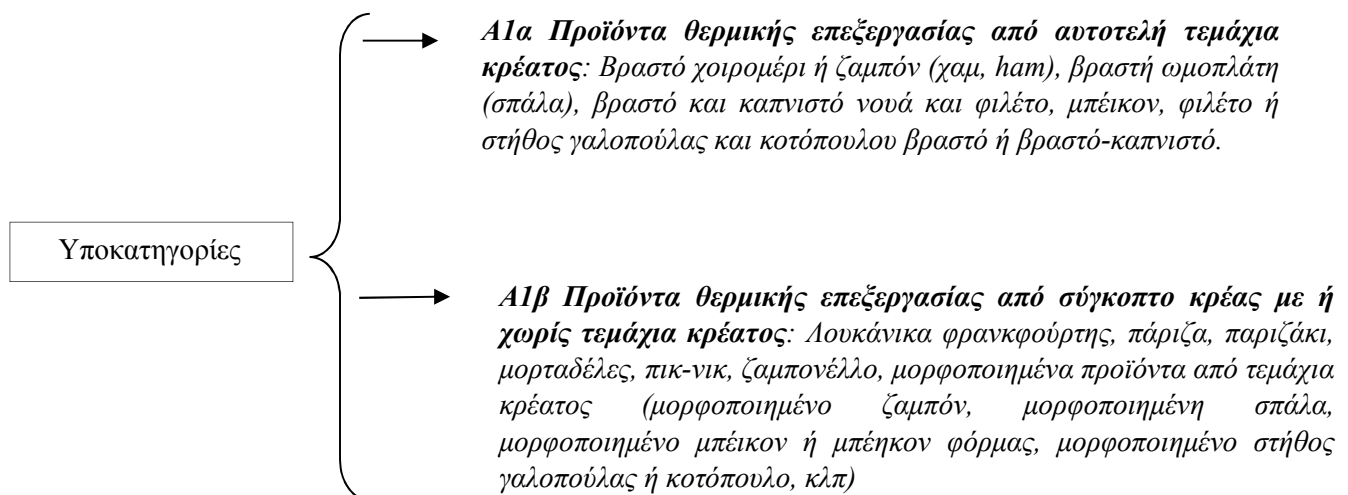 Α1α Προϊόντα θερμικής επεξεργασίας από αυτοτελή τεμάχια
κρέατος: Βραστό χοιρομέρι ή ζαμπόν (χαμ, ham), βραστή ωμοπλάτη
(σπάλα), βραστό και καπνιστό νουά και φιλέτο, μπέικον, φιλέτο ή
στήθος γαλοπούλας και κοτόπουλου βραστό ή βραστό-καπνιστό.
Υποκατηγορίες
Α1β Προϊόντα θερμικής επεξεργασίας από σύγκοπτο κρέας με ή
χωρίς τεμάχια κρέατος: Λουκάνικα φρανκφούρτης, πάριζα, παριζάκι,
μορταδέλες, πικ-νικ, ζαμπονέλλο, μορφοποιημένα προϊόντα από τεμάχια
κρέατος (μορφοποιημένο ζαμπόν, μορφοποιημένη σπάλα,
μορφοποιημένο μπέικον ή μπέηκον φόρμας, μορφοποιημένο στήθος
γαλοπούλας ή κοτόπουλο, κλπ)